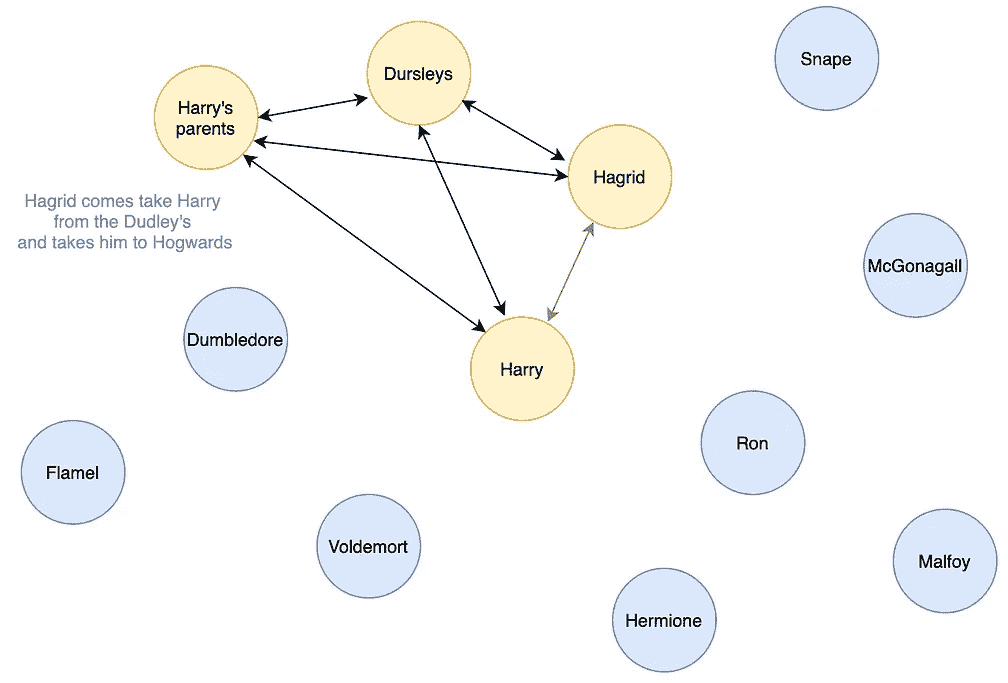 Snape
Dursleys
Harry's
parents
Hagrid
Hagrid comes take Harry
from the Dudley's
and takes him to Hogwards
McGonagall
Dumbledore
Harry
Ron
Flamel
Voldemort
Malfoy
Hermione